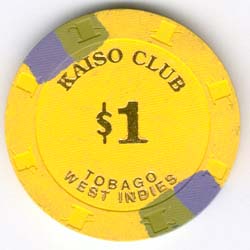 KAISO CLUB
$1
TOBAGO
WEST INDIES